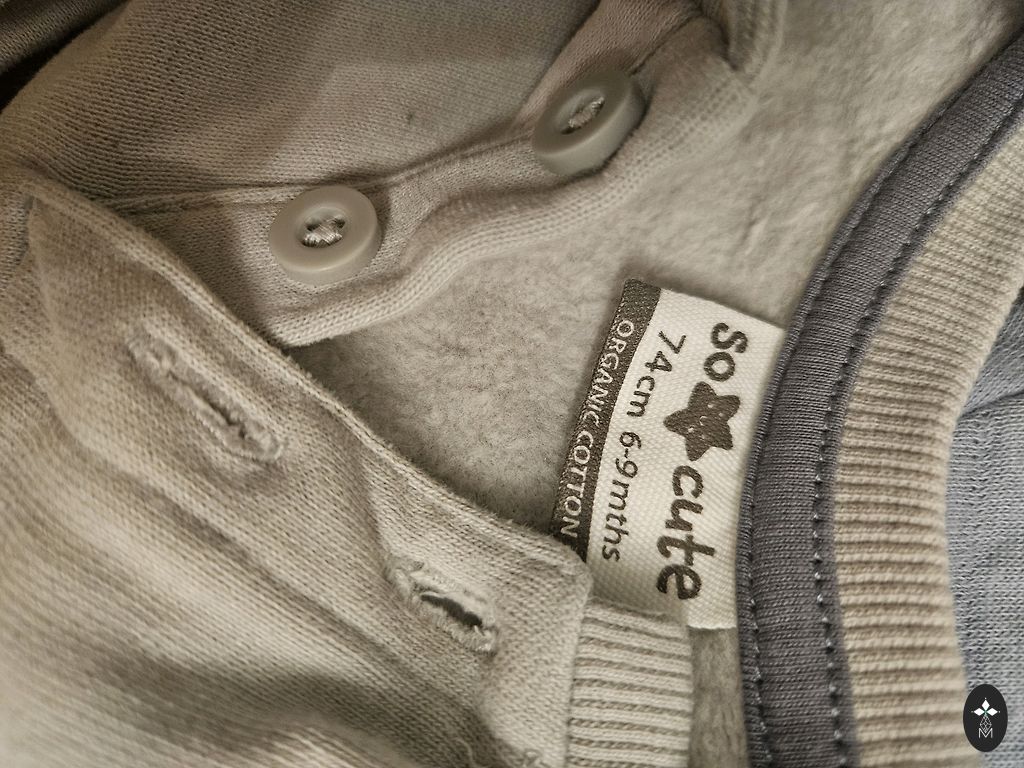 so cute
74cm 6-9mths
ORGANIC COTTON
M